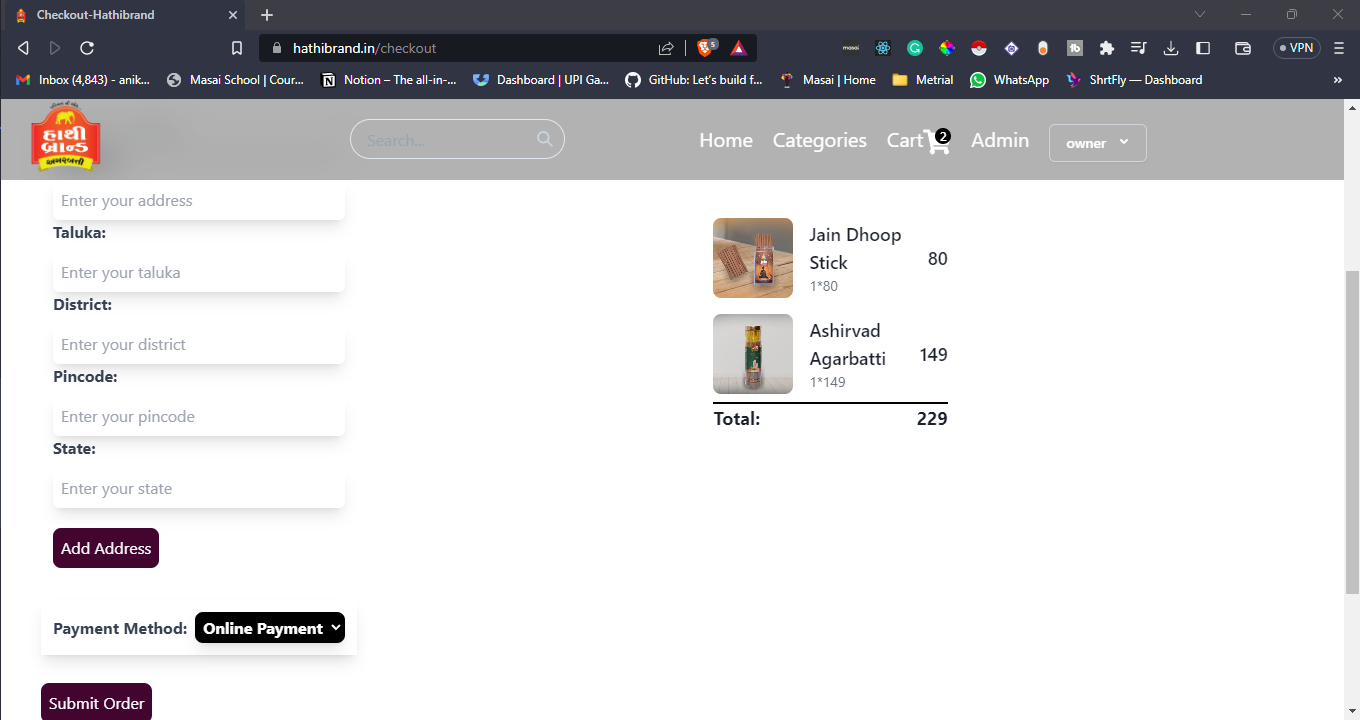 Checkout-Hathibrand
hathibrand.in/checkout
5
VPN
Inbox (4,843) - anik...
Masai School | Cour...
Notion – The all-in-...
Dashboard | UPI Ga...
GitHub: Let's build f...
Masai | Home
Metrial
WhatsApp
ShrtFly — Dashboard
»
હાથી
બ્રાન્ડ
અગરબત્તી
Search...
Home
Categories
Cart
2
Admin
owner
Enter your address
Taluka:
Enter your taluka
District:
Enter your district
Pincode:
Enter your pincode
State:
Enter your state
Add Address
Payment Method:
Online Payment
Submit Order
Jain Dhoop
Stick
80
1*80
Ashirvad
Agarbatti
149
1*149
Total:
229